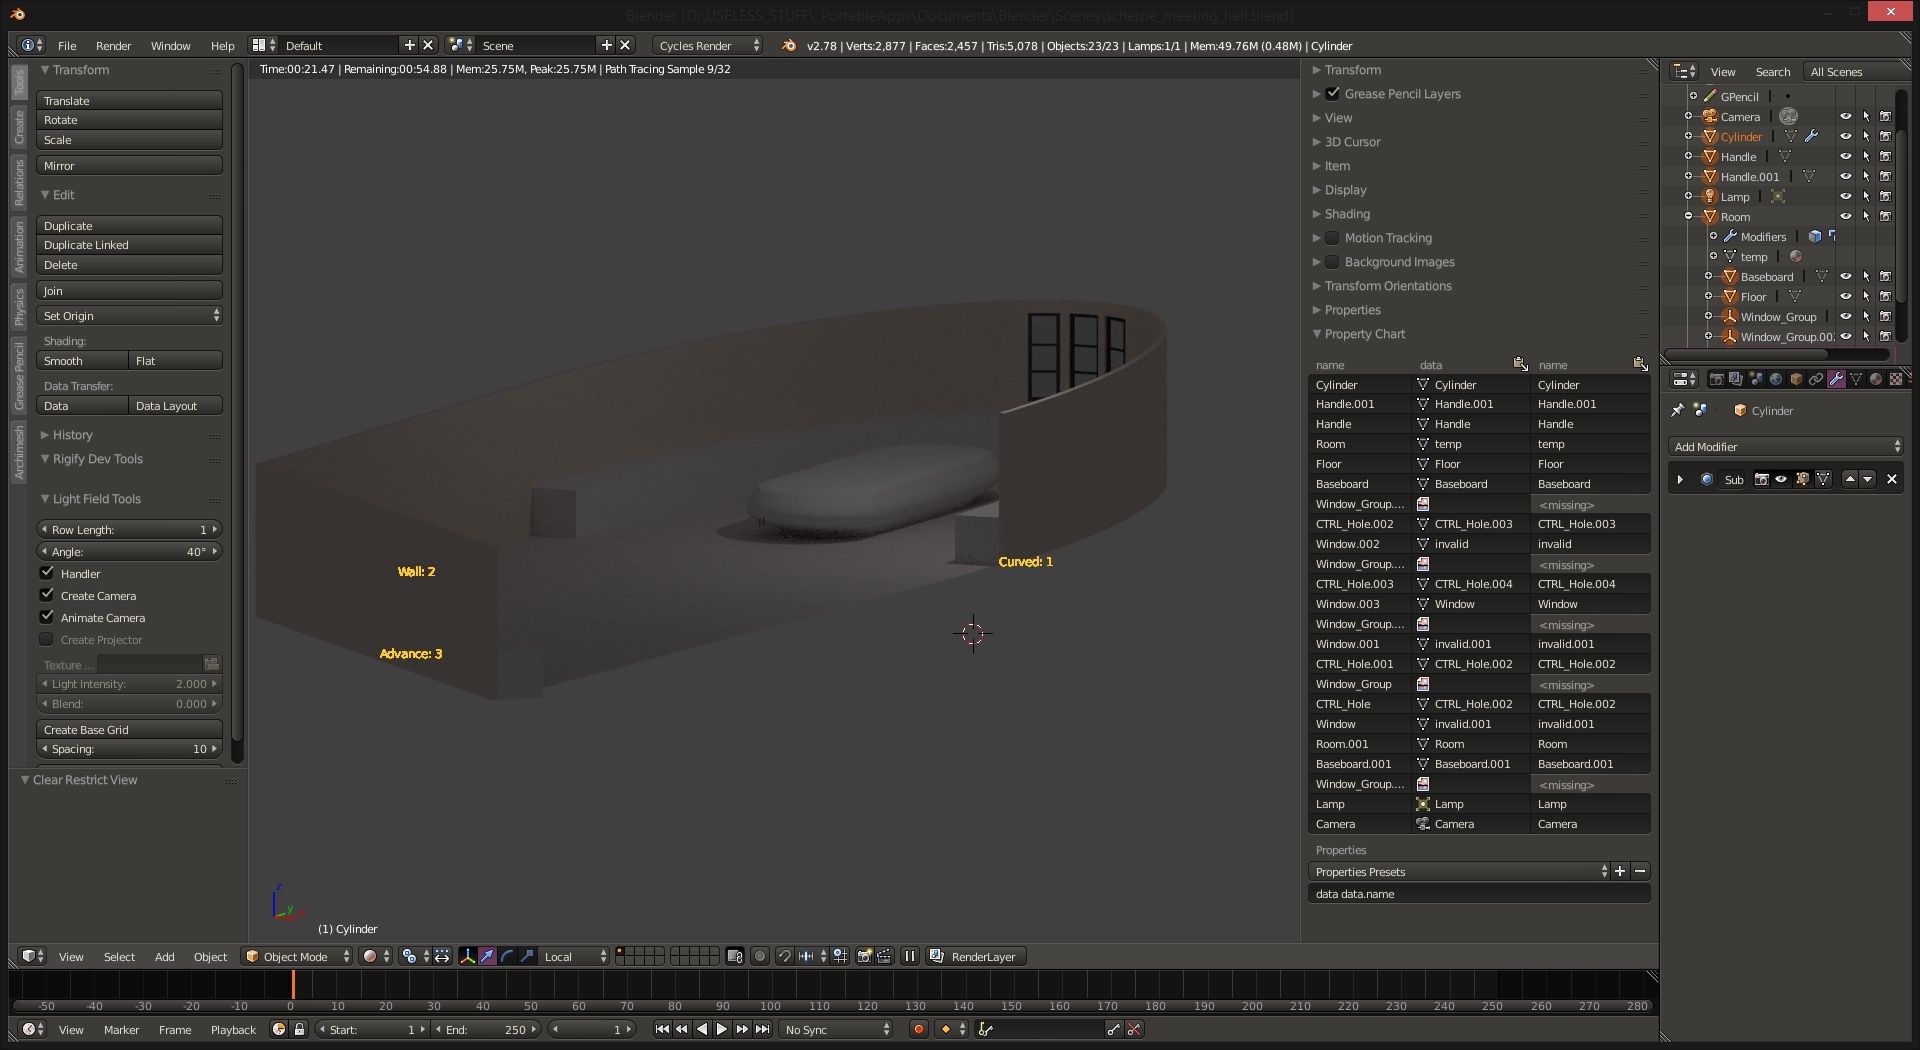 Blender [D:\USELESS_STUFF\_PortableApps\Documents\Blender\Scenes\scherbe_meeting_hall.blend]
File Render Window Help Default Scene Cycles Render v2.78 | Verts:2,877 | Faces:2,457 | Tris:5,078 | Objects:23/23 | Lamps:1/1 | Mem:49.76M (0.48M) | Cylinder
Time:00:21.47 | Remaining:00:54.88 | Mem:25.75M, Peak:25.75M | Path Tracing Sample 9/32
Tools
Create
Relations
Animation
Physics
Grease Pencil
Archimesh
Transform
Translate
Rotate
Scale
Mirror
Edit
Duplicate
Duplicate Linked
Delete
Join
Set Origin
Shading:
Smooth Flat
Data Transfer:
Data Data Layout
History
Rigify Dev Tools
Light Field Tools
Row Length: 1
Angle: 40°
Handler
Create Camera
Animate Camera
Create Projector
Texture ...
Light Intensity: 2.000
Blend: 0.000
Create Base Grid
Spacing: 10
Clear Restrict View
Wall: 2
Advance: 3
Curved: 1
z
y
(1) Cylinder
Transform
Grease Pencil Layers
View
3D Cursor
Item
Display
Shading
Motion Tracking
Background Images
Transform Orientations
Properties
Property Chart
name data name
Cylinder Cylinder Cylinder
Handle.001 Handle.001 Handle.001
Handle Handle Handle
Room temp temp
Floor Floor Floor
Baseboard Baseboard Baseboard
Window_Group.... <missing>
CTRL_Hole.002 CTRL_Hole.003 CTRL_Hole.003
Window.002 invalid invalid
Window_Group.... <missing>
CTRL_Hole.003 CTRL_Hole.004 CTRL_Hole.004
Window.003 Window Window
Window_Group.... <missing>
Window.001 invalid.001 invalid.001
CTRL_Hole.001 CTRL_Hole.002 CTRL_Hole.002
Window_Group <missing>
CTRL_Hole CTRL_Hole.002 CTRL_Hole.002
Window invalid.001 invalid.001
Room.001 Room Room
Baseboard.001 Baseboard.001 Baseboard.001
Window_Group.... <missing>
Lamp Lamp Lamp
Camera Camera Camera
Properties
Properties Presets
data data.name
View Search All Scenes
GPencil
Camera
Cylinder
Handle
Handle.001
Lamp
Room
Modifiers
temp
Baseboard
Floor
Window_Group
Window_Group.00
Cylinder
Add Modifier
Sub
View Select Add Object Object Mode Local RenderLayer
-50 -40 -30 -20 -10 0 10 20 30 40 50 60 70 80 90 100 110 120 130 140 150 160 170 180 190 200 210 220 230 240 250 260 270 280
View Marker Frame Playback Start: 1 End: 250 1 No Sync